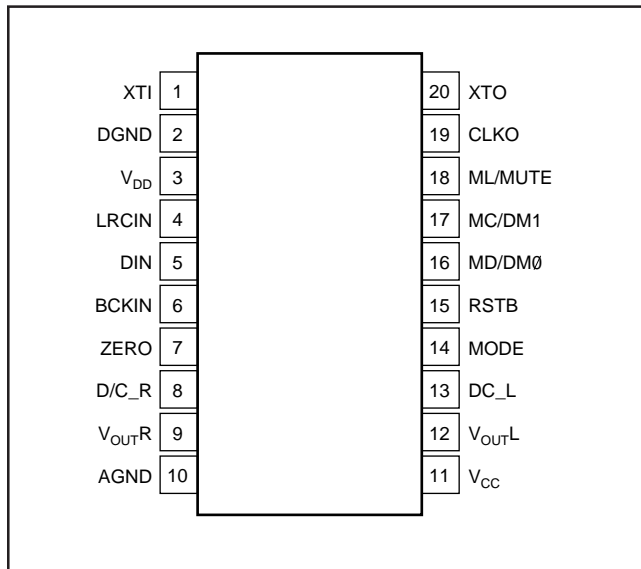 XTI 1 20 XTO
DGND 2 19 CLKO
VDD 3 18 ML/MUTE
LRCIN 4 17 MC/DM1
DIN 5 16 MD/DM0
BCKIN 6 15 RSTB
ZERO 7 14 MODE
D/C_R 8 13 DC_L
VOUTR 9 12 VOUTL
AGND 10 11 VCC